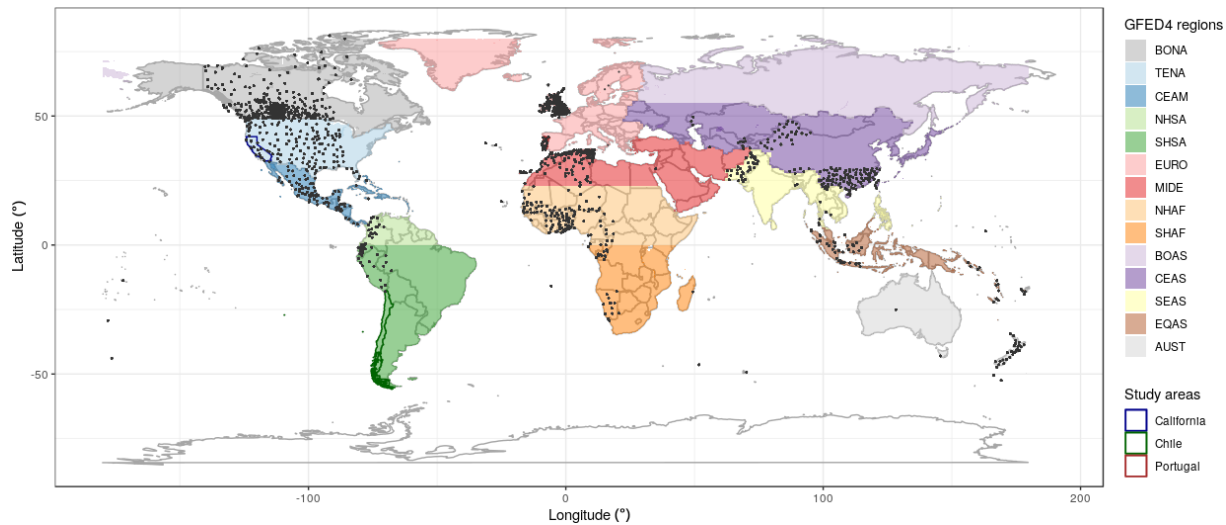 GFED4 regions
BONA
TENA
CEAM
NHSA
SHSA
EURO
MIDE
NHAF
SHAF
BOAS
CEAS
SEAS
EQAS
AUST
Study areas
California
Chile
Portugal
Latitude (°)
50
0
-50
-100
0
100
200
Longitude (°)